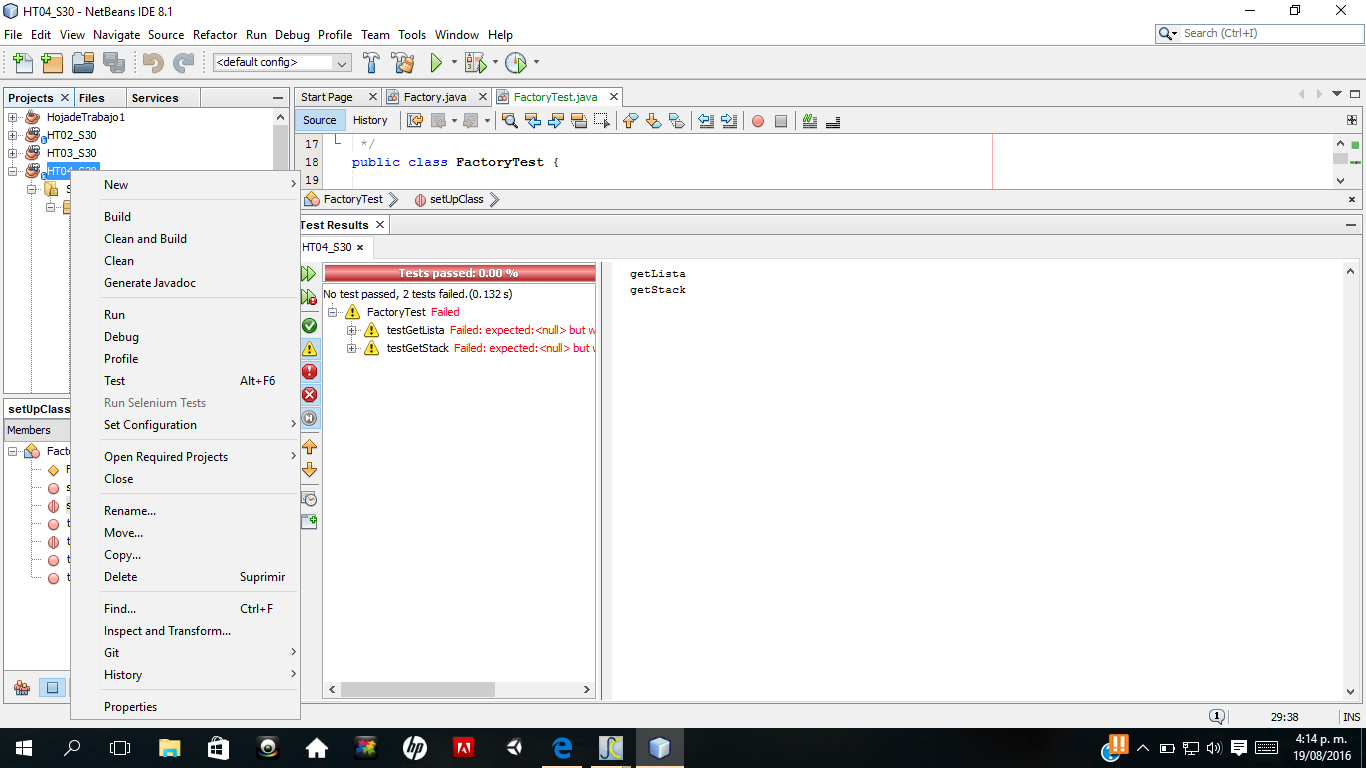 HT04_S30 - NetBeans IDE 8.1
File Edit View Navigate Source Refactor Run Debug Profile Team Tools Window Help
Search (Ctrl+I)
<default config>
Projects Files Services
HojadeTrabajo1
HT02_S30
HT03_S30
HT04_S30
New
Build
Clean and Build
Clean
Generate Javadoc
Run
Debug
Profile
Test Alt+F6
Run Selenium Tests
Set Configuration
Open Required Projects
Close
Rename...
Move...
Copy...
Delete Suprimir
Find... Ctrl+F
Inspect and Transform...
Git
History
Properties
setUpClass
Members
Facto
Start Page Factory.java FactoryTest.java
Source History
17 */
18 public class FactoryTest {
19
FactoryTest setUpClass
Test Results
HT04_S30
Tests passed: 0.00 %
No test passed, 2 tests failed.(0.132 s)
FactoryTest Failed
testGetLista Failed: expected:<null> but w
testGetStack Failed: expected:<null> but w
getLista
getStack
1
29:38 INS
4:14 p. m.
19/08/2016